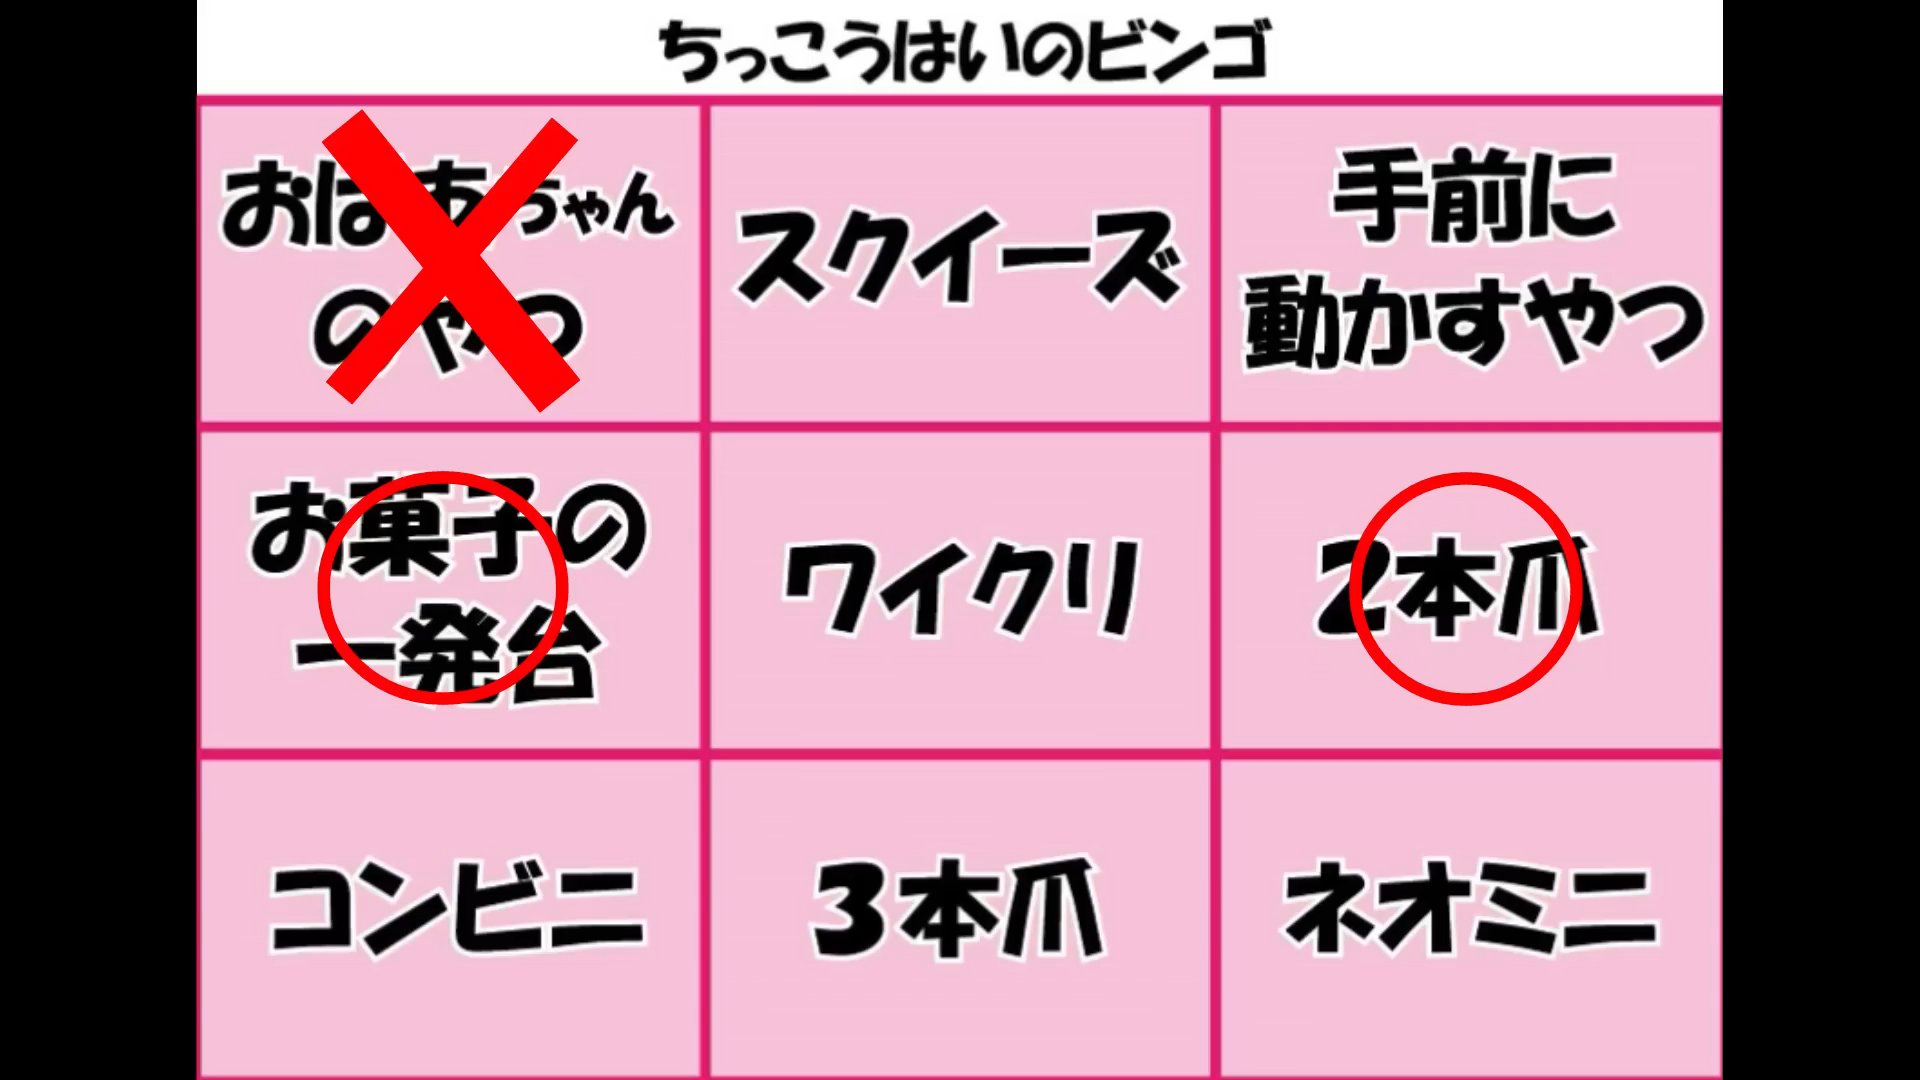 ちっこうはいのビンゴ
おばあちゃん
のやつ
スクイーズ
手前に
動かすやつ
お菓子の
一発台
ワイクリ
2本爪
コンビニ
3本爪
ネオミニ